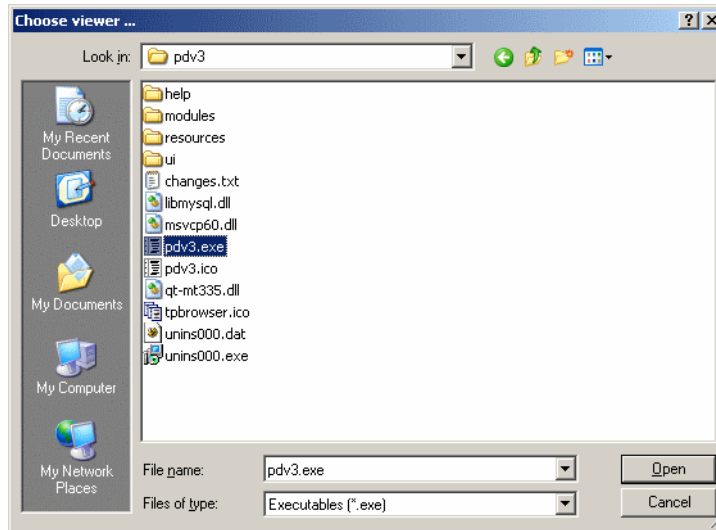 Choose viewer ...
Look in: pdv3
help
modules
resources
ui
changes.txt
libmysql.dll
msvcp60.dll
pdv3.exe
pdv3.ico
qt-mt335.dll
tpbrowser.ico
unins000.dat
unins000.exe
My Recent
Documents
Desktop
My Documents
My Computer
My Network
Places
File name: pdv3.exe Open
Files of type: Executables (*.exe) Cancel